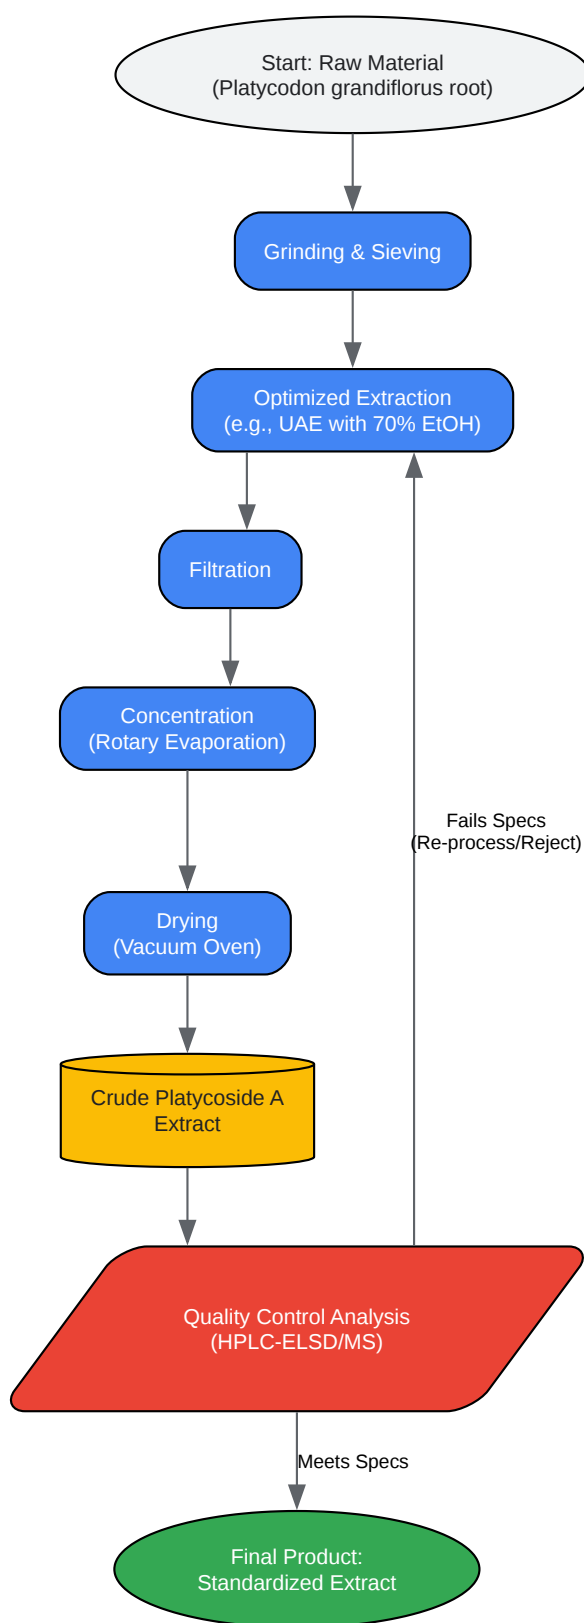 Start: Raw Material
(Platycodon grandiflorus root)
Grinding & Sieving
Optimized Extraction
(e.g., UAE with 70% EtOH)
Filtration
Concentration
(Rotary Evaporation)
Fails Specs
(Re-process/Reject)
Drying
(Vacuum Oven)
Crude Platycoside A
Extract
Quality Control Analysis
(HPLC-ELSD/MS)
Meets Specs
Final Product:
Standardized Extract